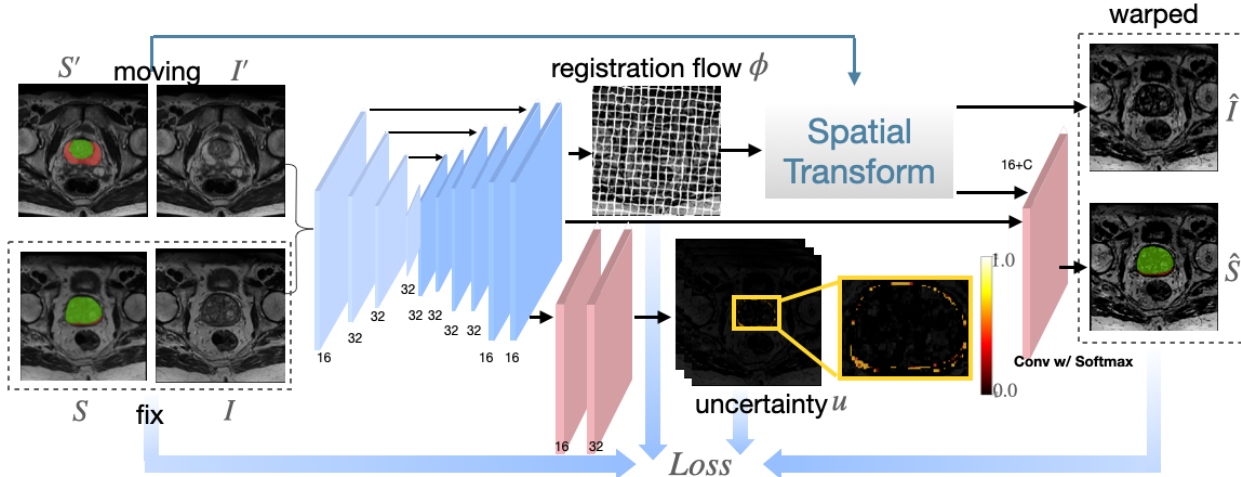 warped
S′ moving I′
registration flow ϕ
Î
Spatial
Transform
16+C
Ŝ
1.0
32
32
32
32
32
32
16
16 16
Conv w/ Softmax
0.0
uncertainty u
S fix I
16 32
Loss